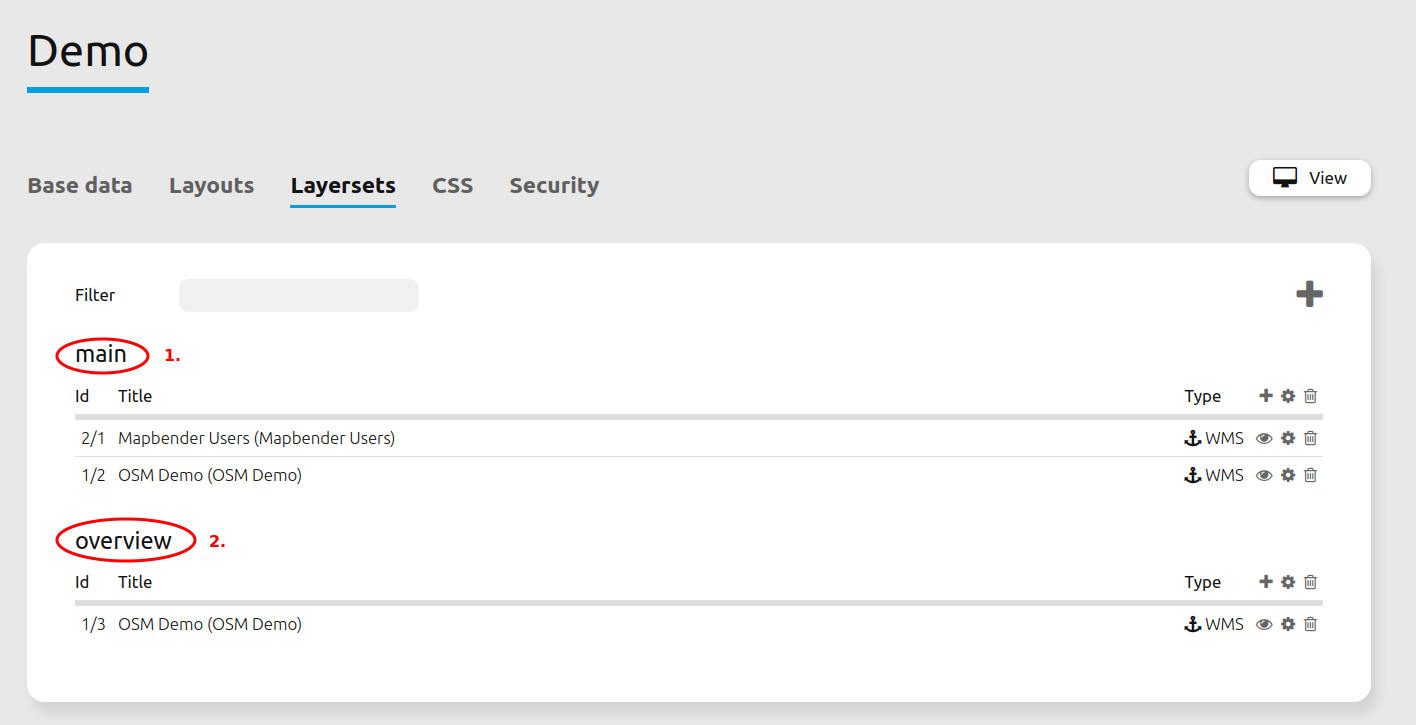 Demo
Base data Layouts Layersets CSS Security View
Filter
main 1.
Id Title Type
2/1 Mapbender Users (Mapbender Users) WMS
1/2 OSM Demo (OSM Demo) WMS
overview 2.
Id Title Type
1/3 OSM Demo (OSM Demo) WMS